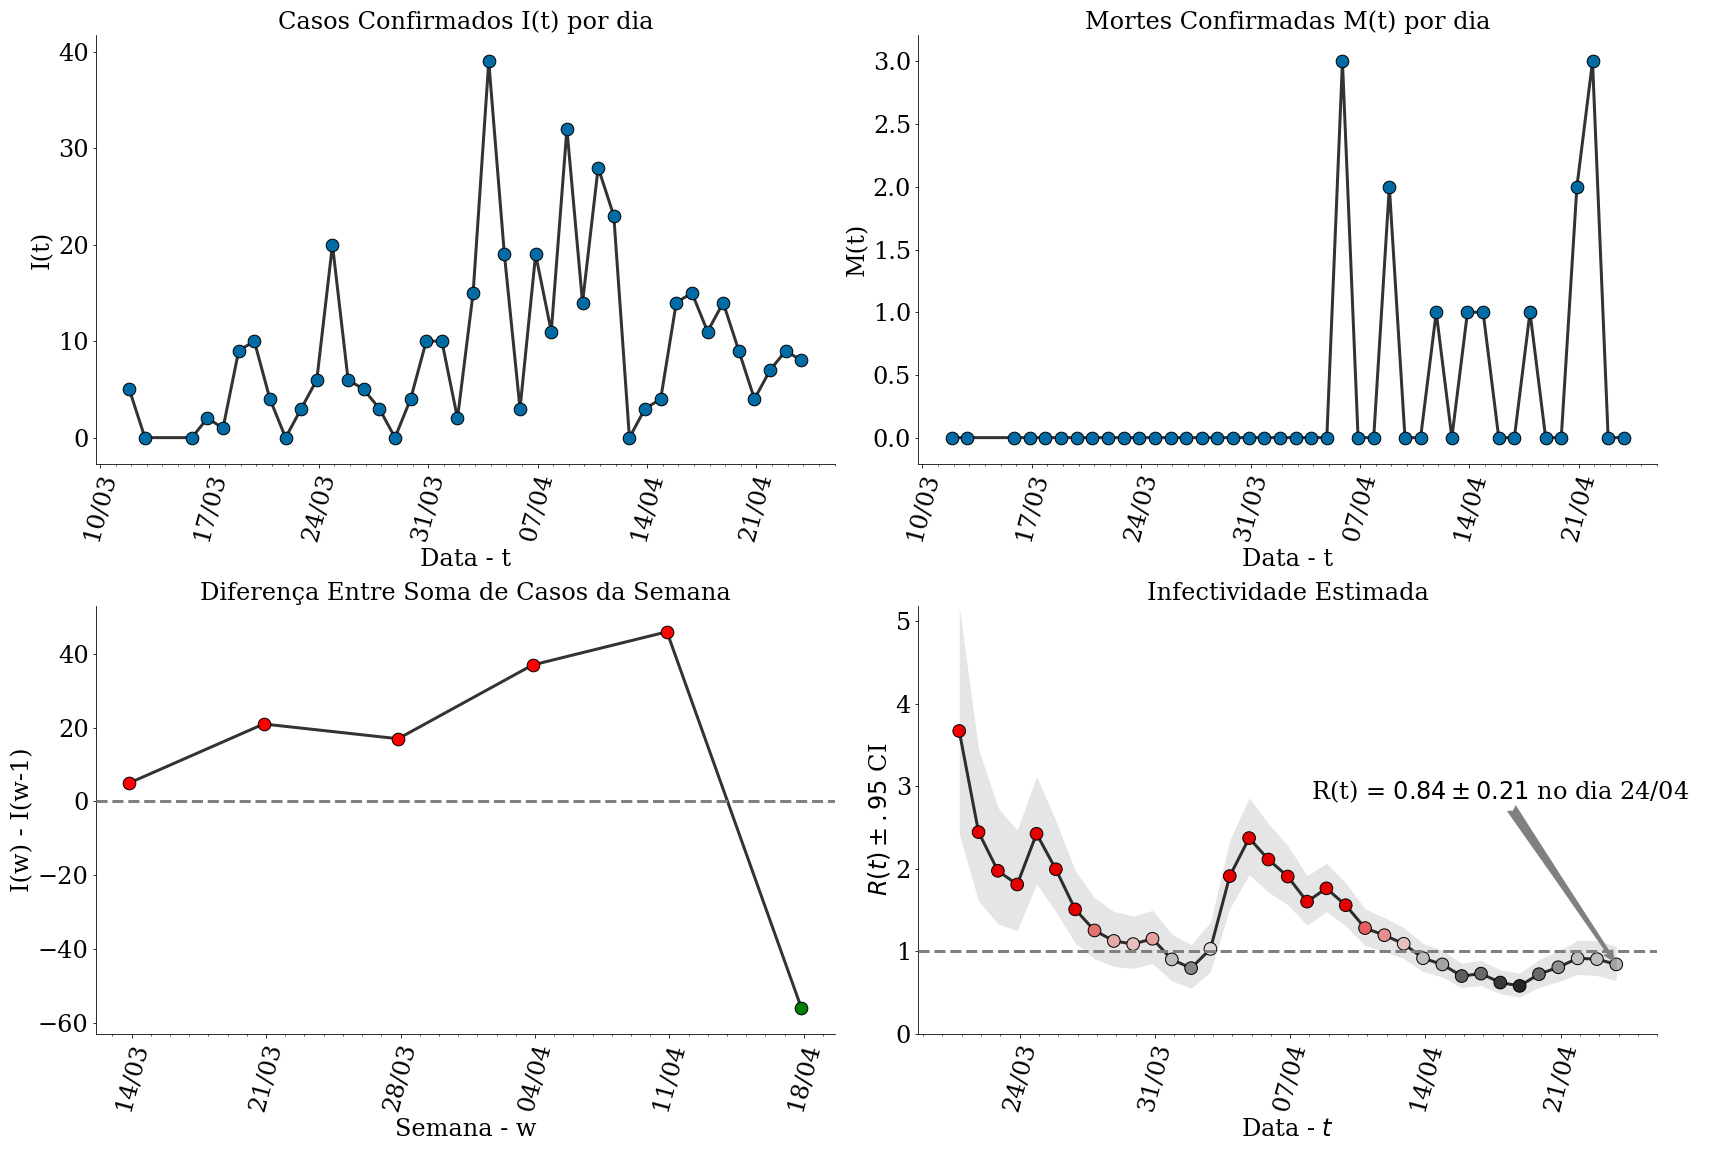 Casos Confirmados I(t) por dia
I(t)
40
30
20
10
0
10/03 17/03 24/03 31/03 07/04 14/04 21/04
Data - t
Mortes Confirmadas M(t) por dia
M(t)
3.0
2.5
2.0
1.5
1.0
0.5
0.0
10/03 17/03 24/03 31/03 07/04 14/04 21/04
Data - t
Diferença Entre Soma de Casos da Semana
I(w) - I(w-1)
40
20
0
−20
−40
−60
14/03 21/03 28/03 04/04 11/04 18/04
Semana - w
Infectividade Estimada
R(t) ± .95 CI
5
4
3
2
1
0
R(t) = 0.84 ± 0.21 no dia 24/04
24/03 31/03 07/04 14/04 21/04
Data - t